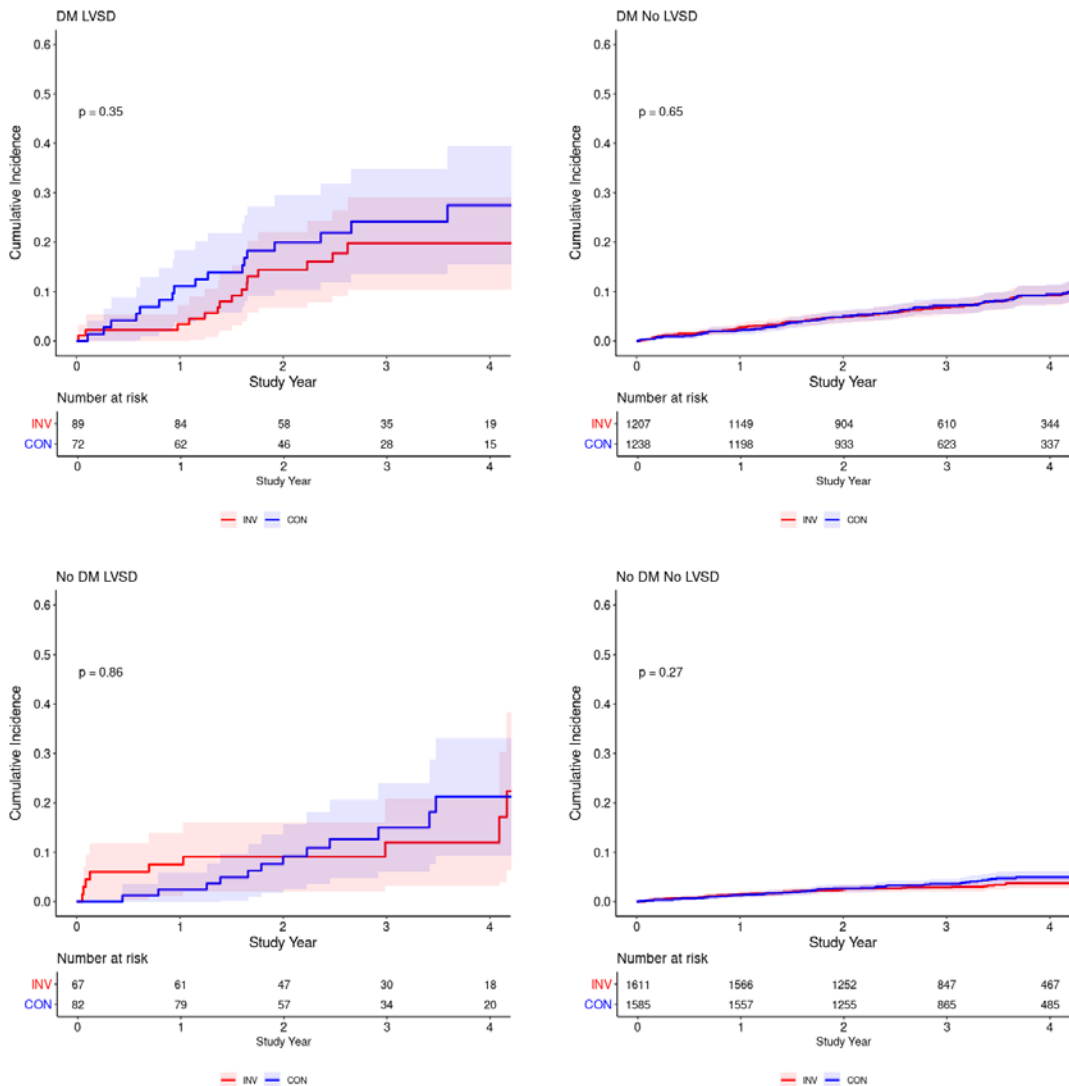 DM LVSD
0.6
0.5
p = 0.35
0.4
0.3
0.2
0.1
0.0
Cumulative Incidence
0 1 2 3 4
Study Year
Number at risk
INV 89 84 58 35 19
CON 72 62 46 28 15
0 1 2 3 4
Study Year
INV CON
DM No LVSD
0.6
0.5
p = 0.65
0.4
0.3
0.2
0.1
0.0
Cumulative Incidence
0 1 2 3 4
Study Year
Number at risk
INV 1207 1149 904 610 344
CON 1238 1198 933 623 337
0 1 2 3 4
Study Year
INV CON
No DM LVSD
0.6
0.5
p = 0.86
0.4
0.3
0.2
0.1
0.0
Cumulative Incidence
0 1 2 3 4
Study Year
Number at risk
INV 67 61 47 30 18
CON 82 79 57 34 20
0 1 2 3 4
Study Year
INV CON
No DM No LVSD
0.6
0.5
p = 0.27
0.4
0.3
0.2
0.1
0.0
Cumulative Incidence
0 1 2 3 4
Study Year
Number at risk
INV 1611 1566 1252 847 467
CON 1585 1557 1255 865 485
0 1 2 3 4
Study Year
INV CON